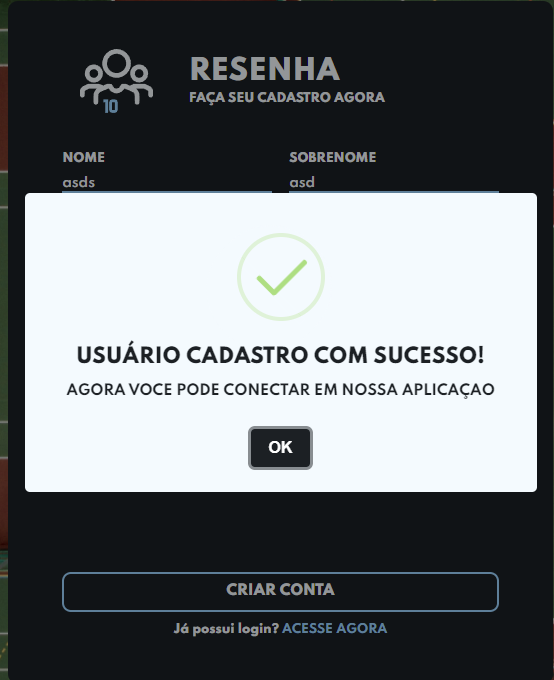 10
RESENHA
FAÇA SEU CADASTRO AGORA
NOME SOBRENOME
asds asd
USUÁRIO CADASTRO COM SUCESSO!
AGORA VOCE PODE CONECTAR EM NOSSA APLICAÇAO
OK
CRIAR CONTA
Já possui login? ACESSE AGORA